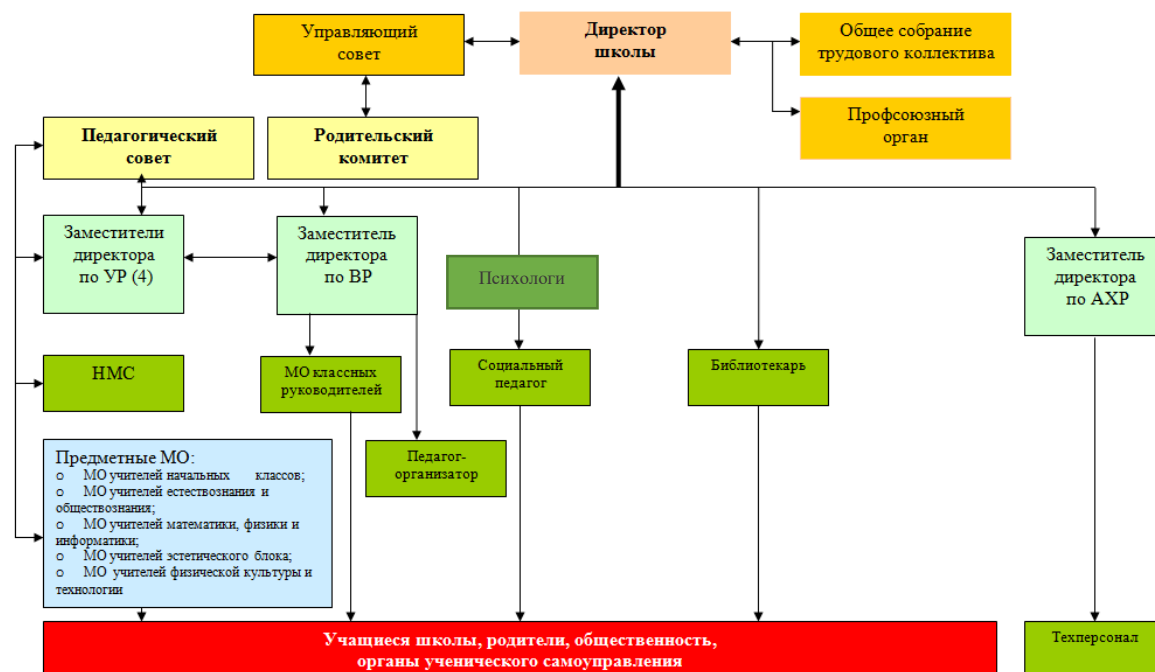 Управляющий
совет
Директор
школы
Общее собрание
трудового коллектива
Профсоюзный
орган
Педагогический
совет
Родительский
комитет
Заместители
директора
по УР (4)
Заместитель
директора
по ВР
Психологи
Заместитель
директора
по АХР
НМС
МО классных
руководителей
Социальный
педагог
Библиотекарь
Педагог-
организатор
Предметные МО:
o МО учителей начальных классов;
o МО учителей естествознания и
обществознания;
o МО учителей математики, физики и
информатики;
o МО учителей эстетического блока;
o МО учителей физической культуры и
технологии
Учащиеся школы, родители, общественность,
органы ученического самоуправления
Техперсонал